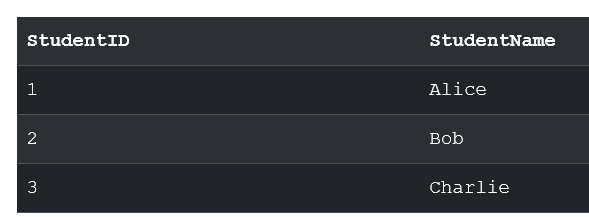 StudentID StudentName
1 Alice
2 Bob
3 Charlie